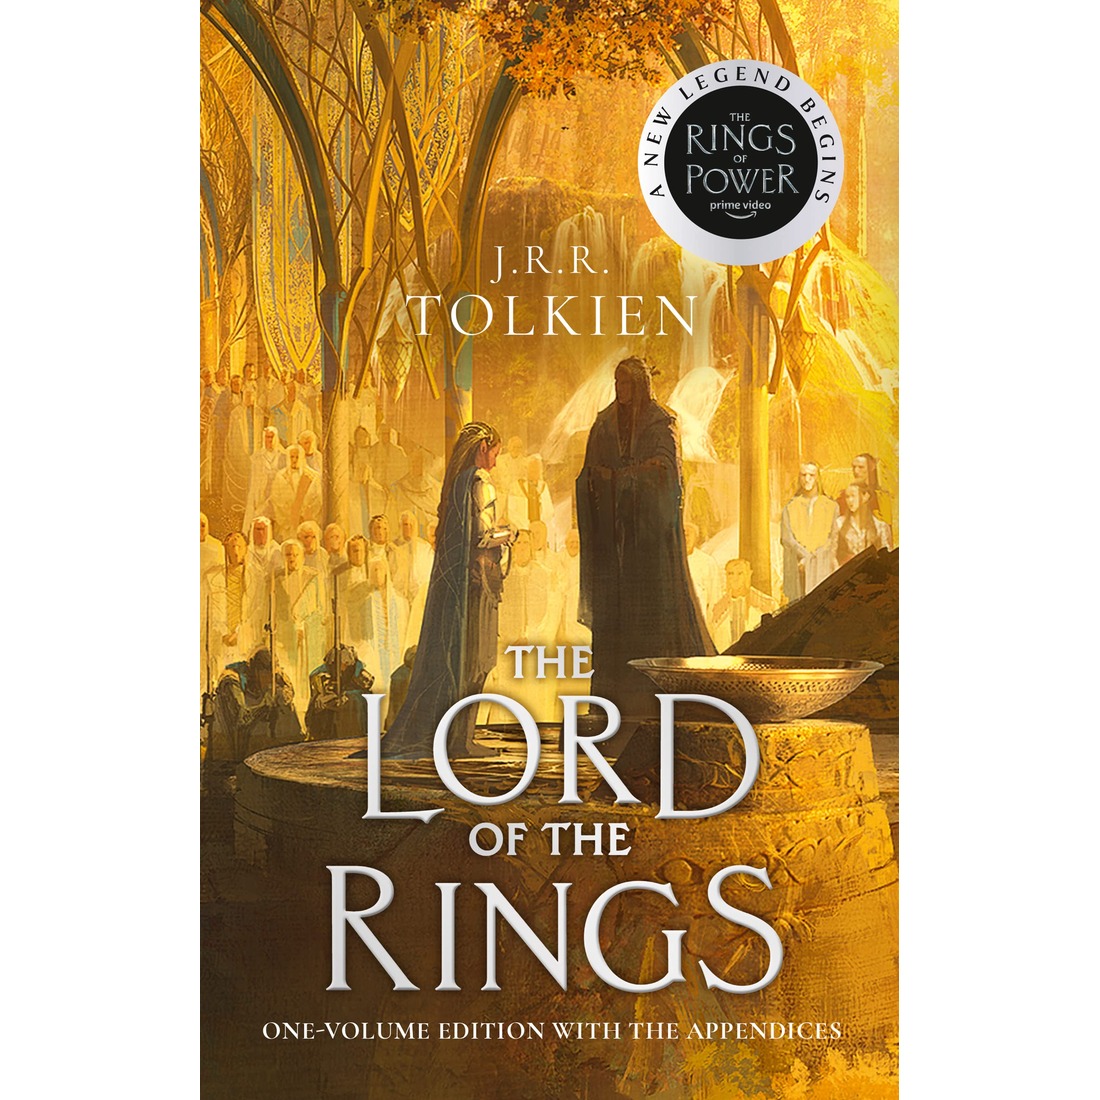 A NEW LEGEND BEGINS
THE
RINGS
OF
POWER
prime video
J.R.R.
TOLKIEN
THE
LORD
OF THE
RINGS
ONE-VOLUME EDITION WITH THE APPENDICES